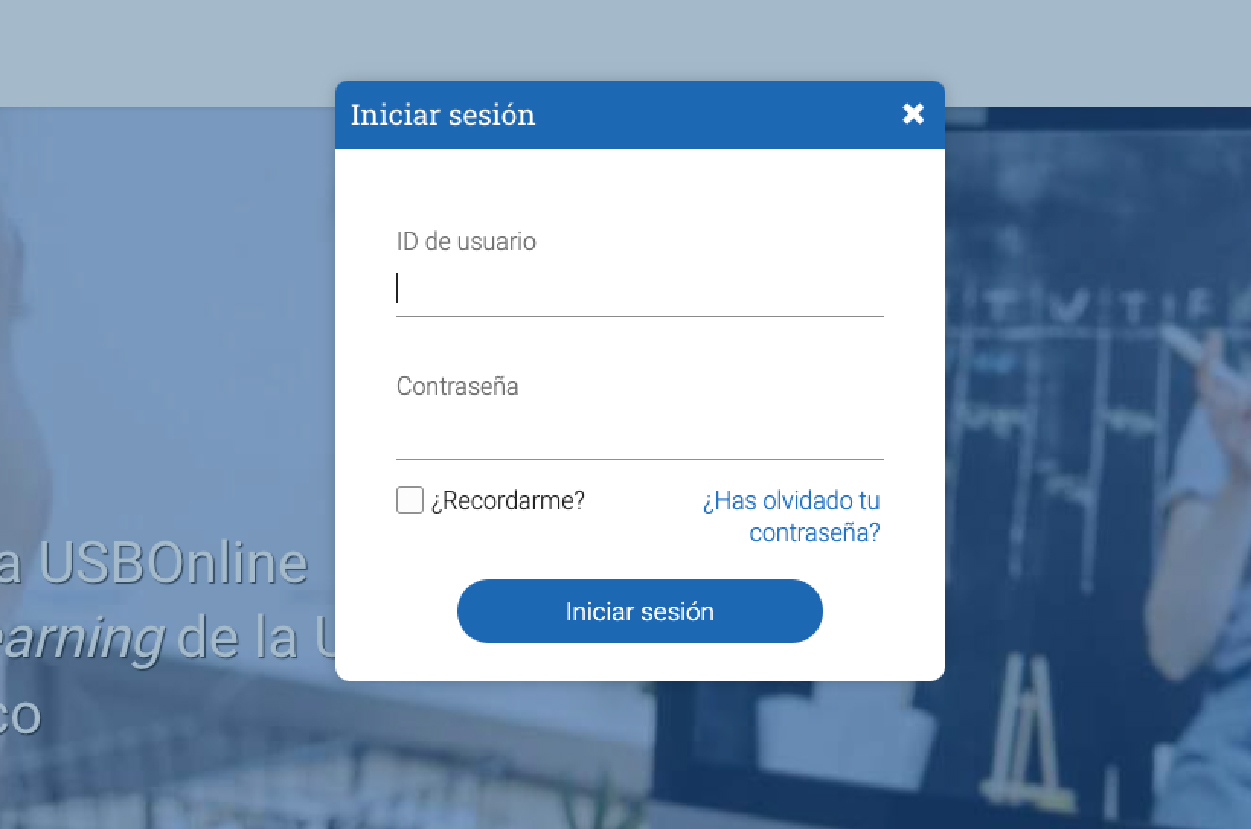 Iniciar sesión
ID de usuario
Contraseña
¿Recordarme?
¿Has olvidado tu
contraseña?
Iniciar sesión
a USBOnline
earning de la U
co
T W T F